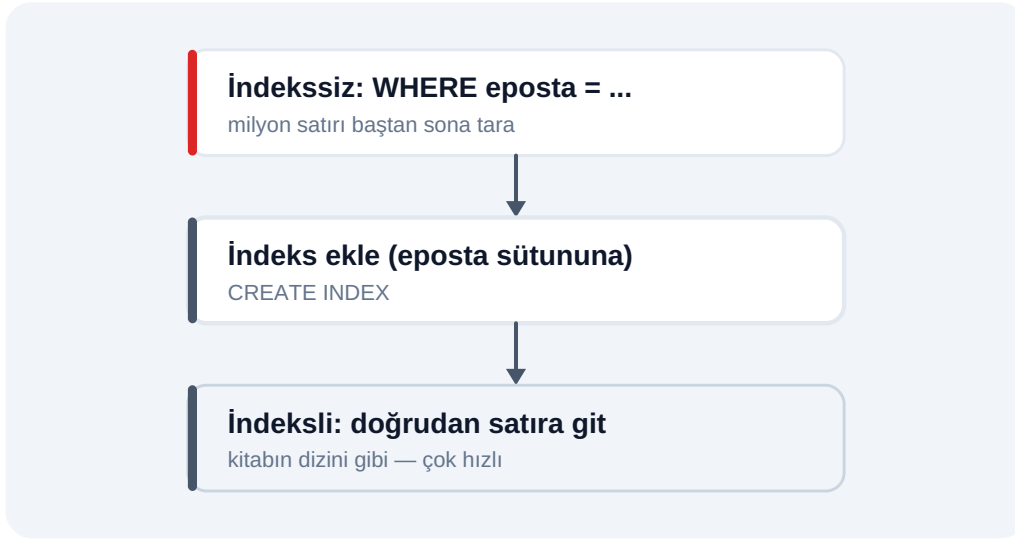 İndekssiz: WHERE eposta = ...
milyon satırı baştan sona tara
İndeks ekle (eposta sütununa)
CREATE INDEX
İndeksli: doğrudan satıra git
kitabın dizini gibi — çok hızlı